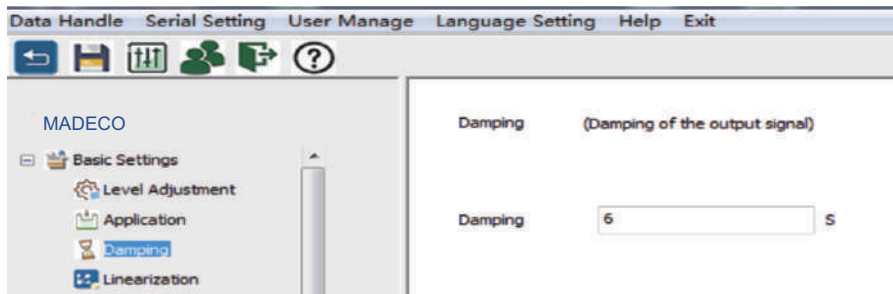 Data Handle Serial Setting User Manage Language Setting Help Exit
MADECO
Damping (Damping of the output signal)
Basic Settings
Level Adjustment
Application
Damping 6 S
Damping
Linearization